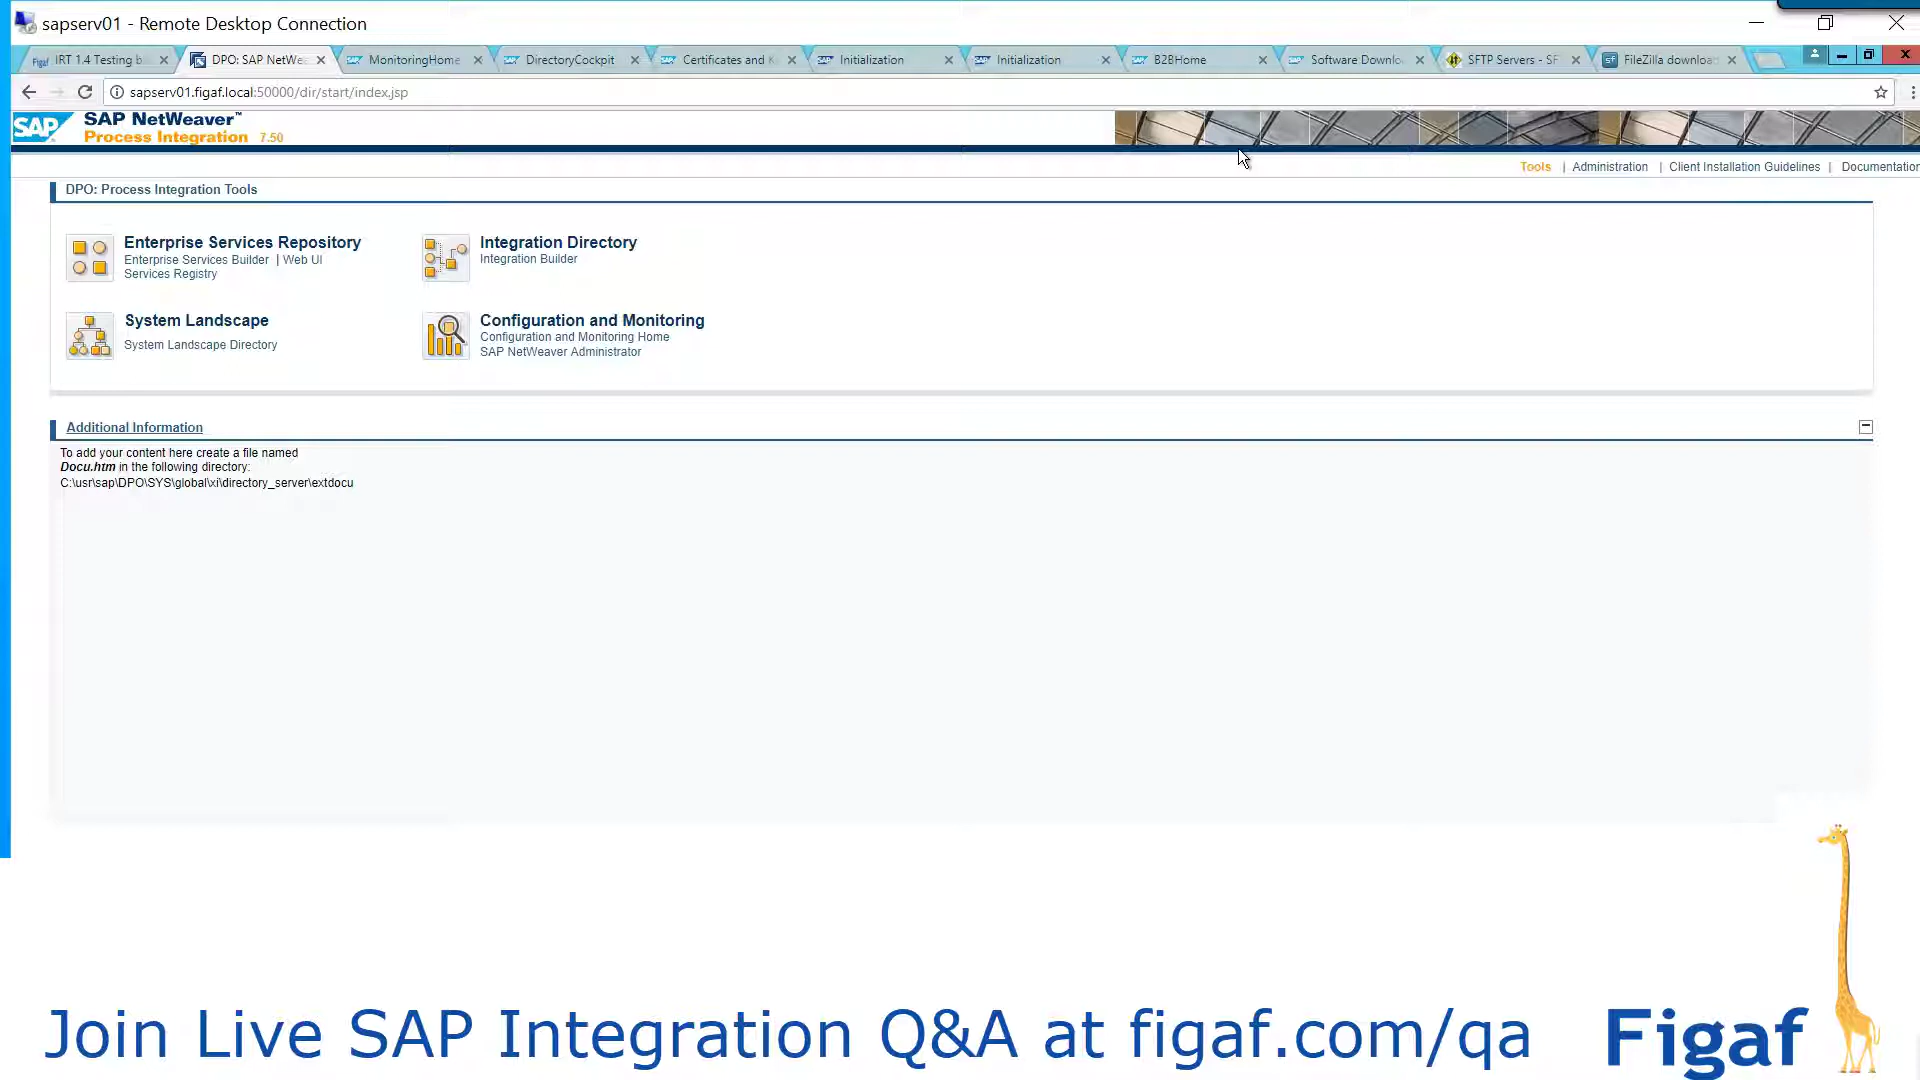 sapserv01 - Remote Desktop Connection
Figaf IRT 1.4 Testing b
DPO: SAP NetWe
MonitoringHome
DirectoryCockpit
Certificates and K
Initialization
Initialization
B2BHome
Software Downlo
SFTP Servers - SF
FileZilla download
sapserv01.figaf.local:50000/dir/start/index.jsp
SAP
SAP NetWeaver™
Process Integration 7.50
Tools | Administration | Client Installation Guidelines | Documentation
DPO: Process Integration Tools
Enterprise Services Repository
Enterprise Services Builder | Web UI
Services Registry
Integration Directory
Integration Builder
System Landscape
System Landscape Directory
Configuration and Monitoring
Configuration and Monitoring Home
SAP NetWeaver Administrator
Additional Information
To add your content here create a file named
Docu.htm in the following directory:
C:\usr\sap\DPO\SYS\global\xi\directory_server\extdocu
Join Live SAP Integration Q&A at figaf.com/qa
Figaf